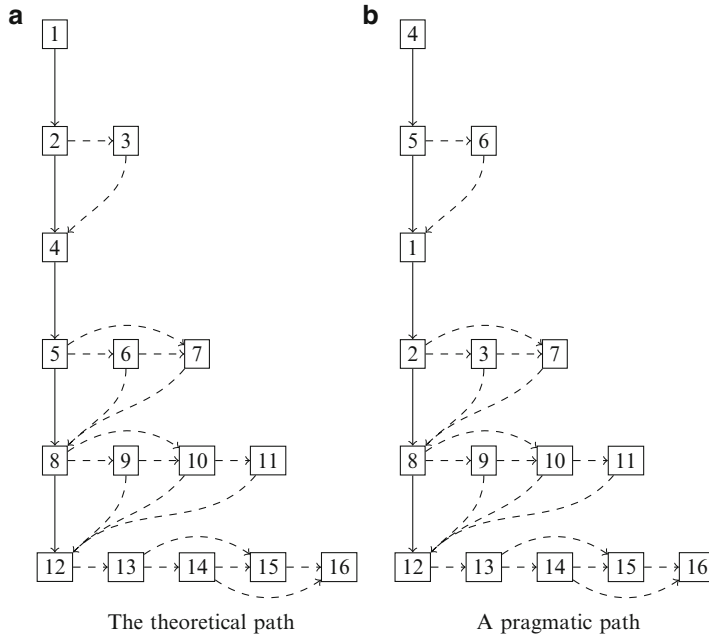 a b
1 4
2 3 5 6
4 1
5 6 7 2 3 7
8 9 10 11 8 9 10 11
12 13 14 15 16 12 13 14 15 16
The theoretical path A pragmatic path